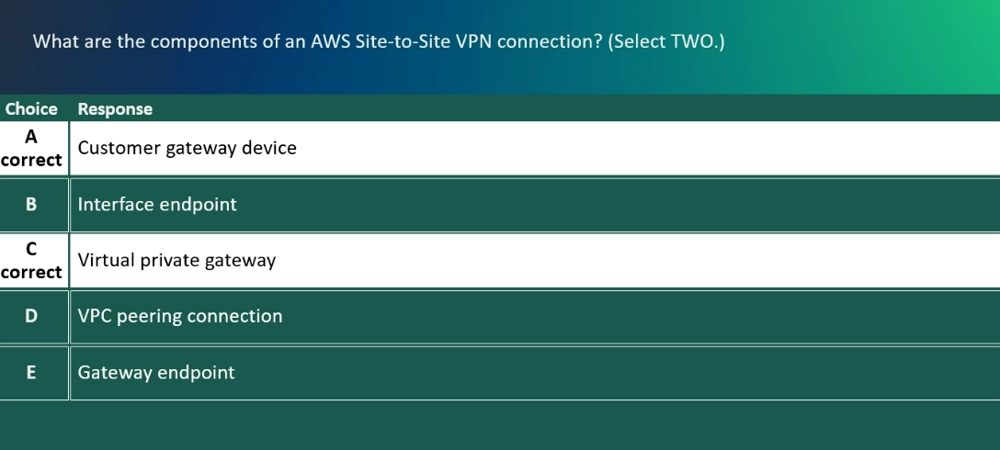 What are the components of an AWS Site-to-Site VPN connection? (Select TWO.)
Choice Response
A
correct
Customer gateway device
B Interface endpoint
C
correct
Virtual private gateway
D VPC peering connection
E Gateway endpoint